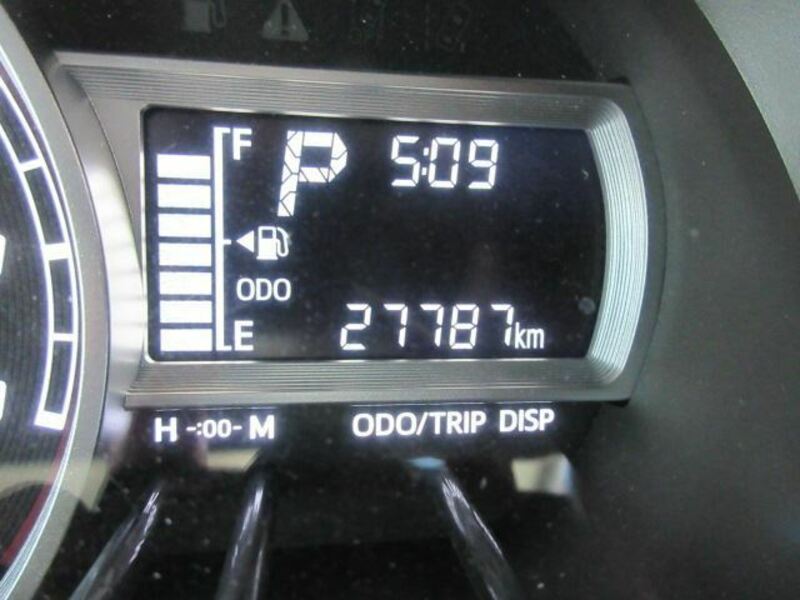 F
P 5:09
ODO
E
27787km
H -:00- M ODO/TRIP DISP